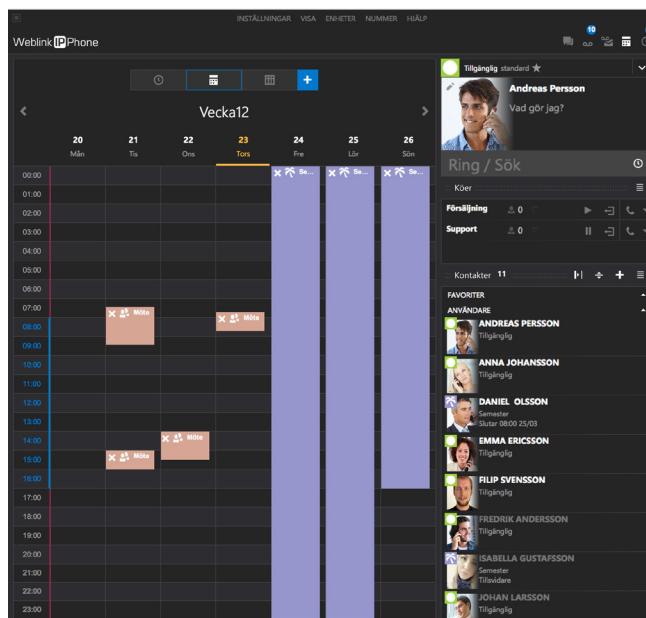 INSTÄLLNINGAR VISA ENHETER NUMMER HJÄLP
Weblink IP Phone
10
Vecka12
20 21 22 23 24 25 26
Mån Tis Ons Tors Fre Lör Sön
00:00
Se... Se... Se...
01:00
02:00
03:00
04:00
05:00
06:00
07:00
Möte
Möte
08:00
09:00
10:00
11:00
12:00
13:00
14:00
Möte
15:00
Möte
16:00
17:00
18:00
19:00
20:00
21:00
22:00
23:00
Tillgänglig standard
Andreas Persson
Vad gör jag?
Ring / Sök
Köer
Försäljning 0
Support 0
Kontakter 11
FAVORITER
ANVÄNDARE
ANDREAS PERSSON
Tillgänglig
ANNA JOHANSSON
Tillgänglig
DANIEL OLSSON
Semester
Slutar 08:00 25/03
EMMA ERICSSON
Tillgänglig
FILIP SVENSSON
Tillgänglig
FREDRIK ANDERSSON
Tillgänglig
ISABELLA GUSTAFSSON
Semester
Tillsvidare
JOHAN LARSSON
Tillgänglig